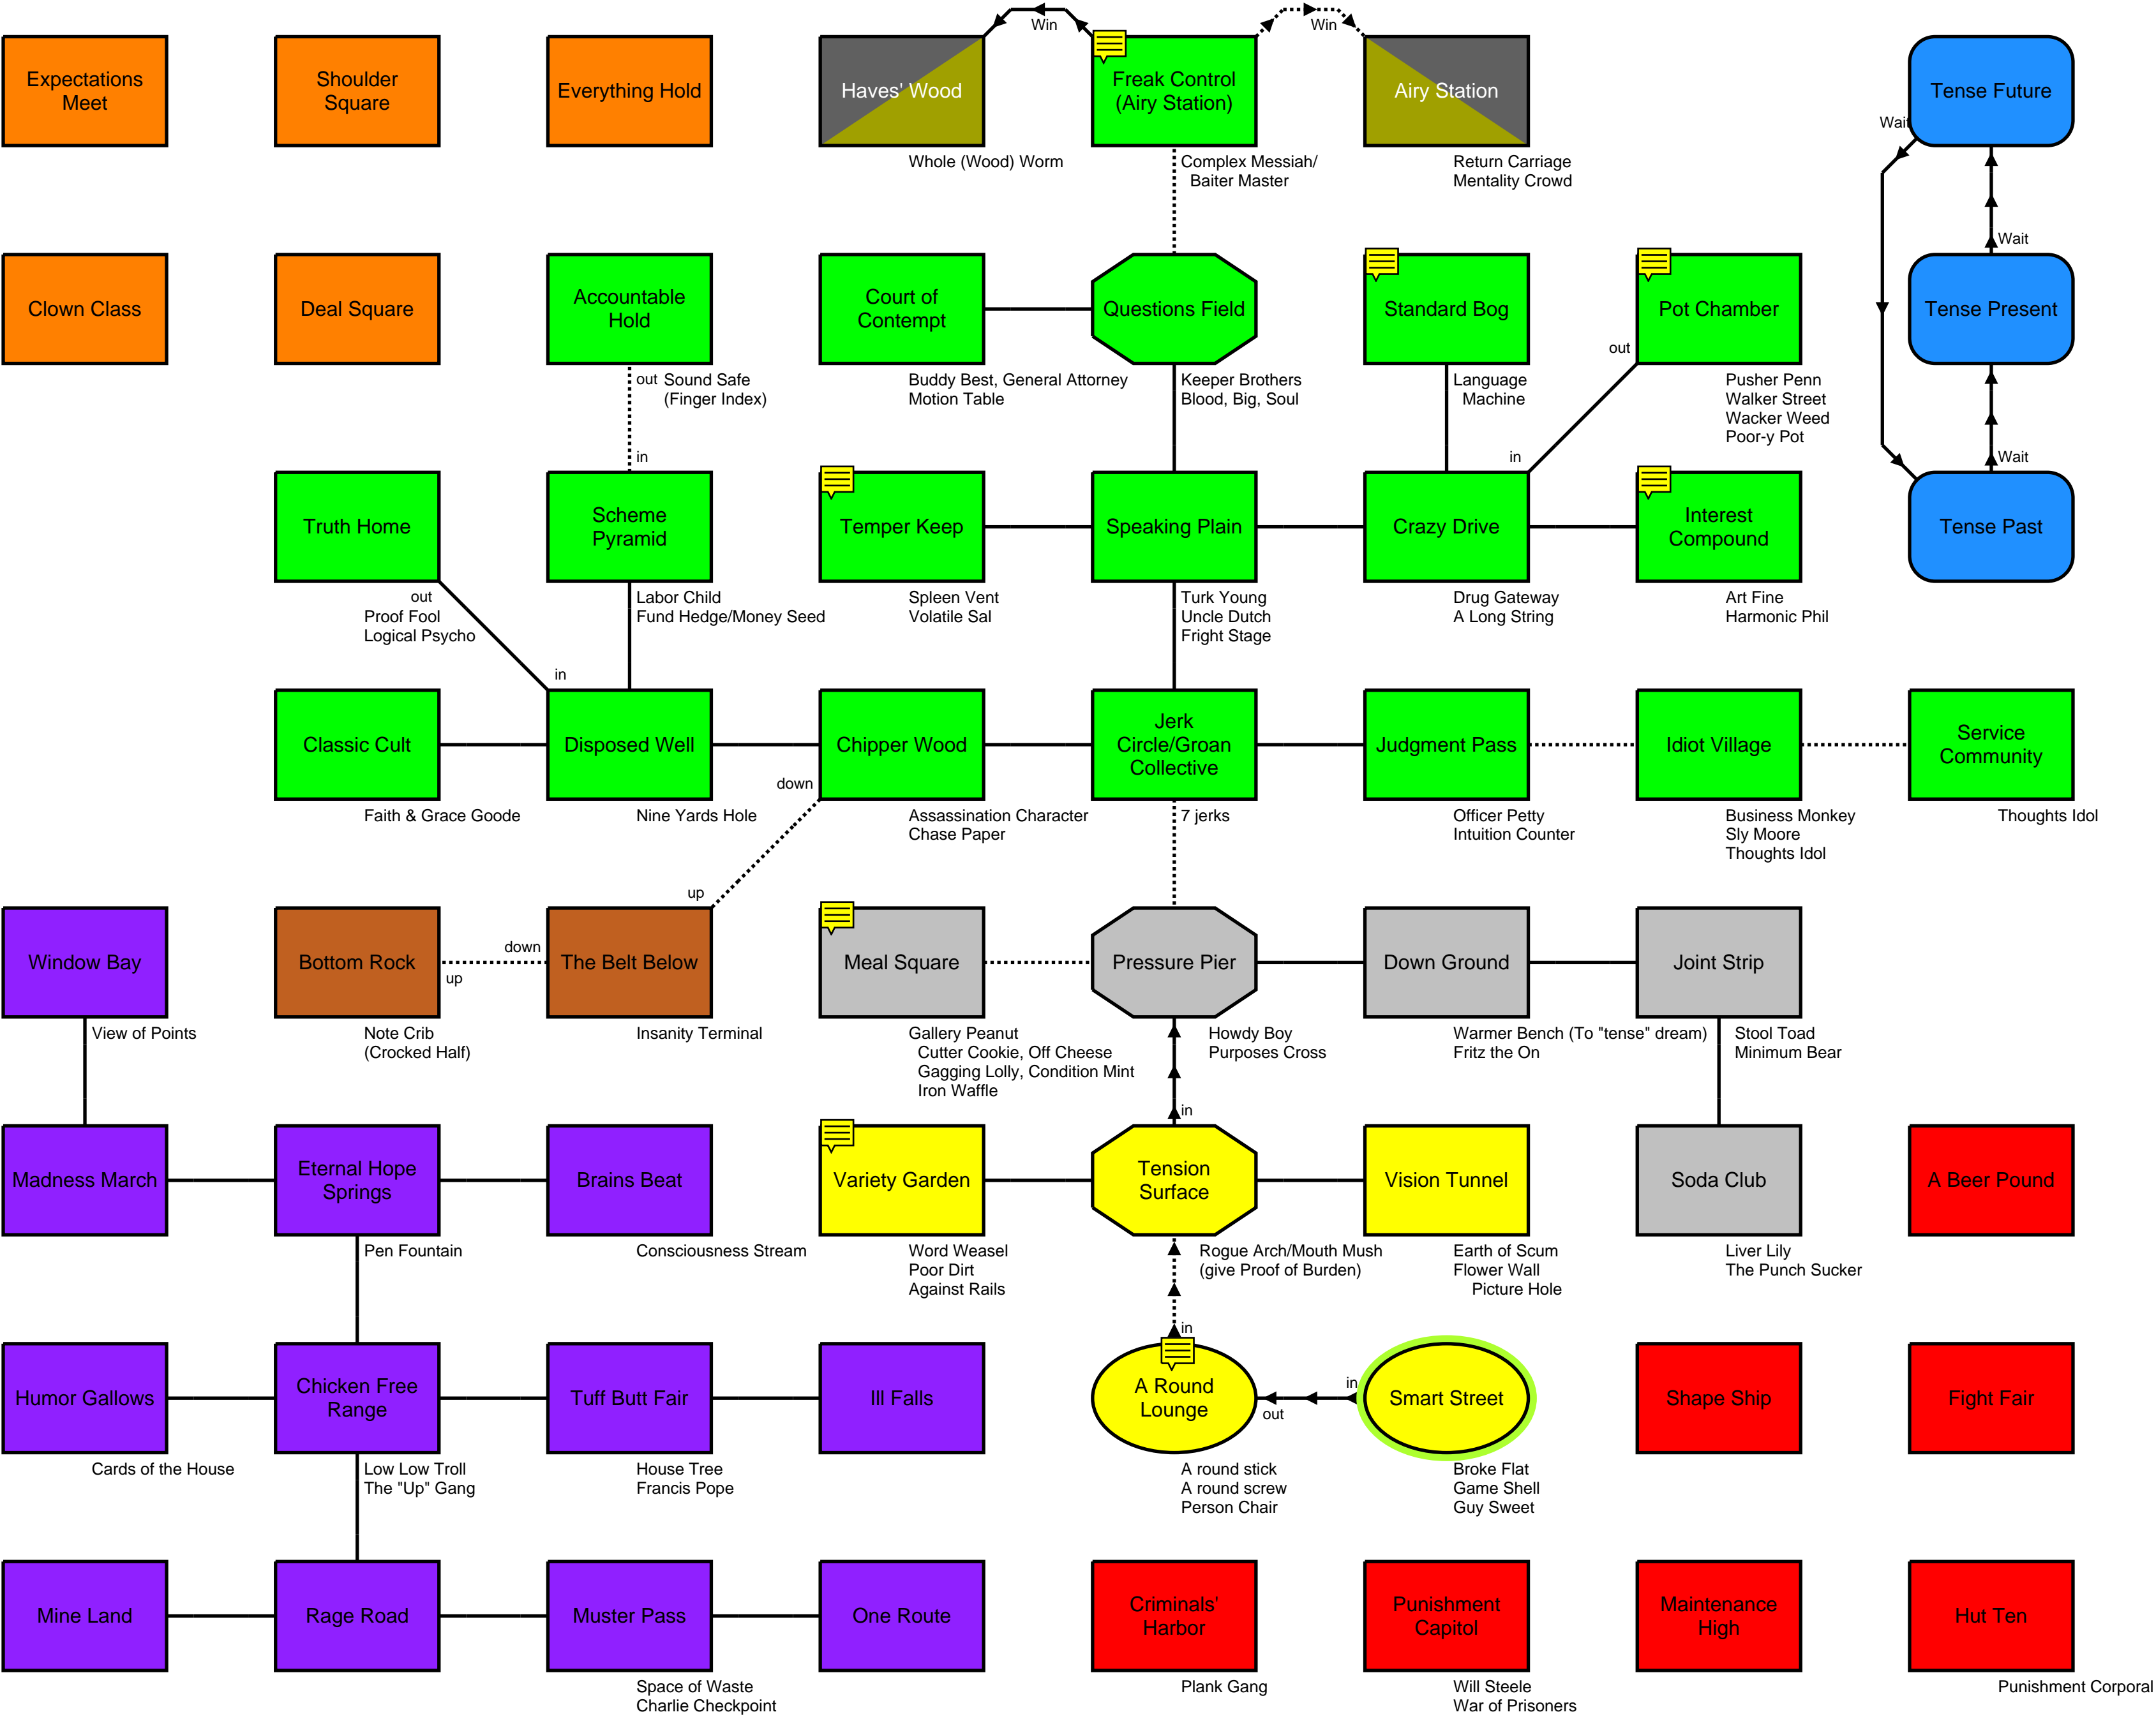 Win
Win
Expectations
Meet
Shoulder
Square
Everything Hold
Haves' Wood
Freak Control
(Airy Station)
Airy Station
Tense Future
Wait
Whole (Wood) Worm
Complex Messiah/
Baiter Master
Return Carriage
Mentality Crowd
Wait
Clown Class
Deal Square
Accountable
Hold
Court of
Contempt
Questions Field
Standard Bog
Pot Chamber
Tense Present
out
out
Sound Safe
(Finger Index)
Buddy Best, General Attorney
Motion Table
Keeper Brothers
Blood, Big, Soul
Language
Machine
Pusher Penn
Walker Street
Wacker Weed
Poor-y Pot
in
in
Wait
Truth Home
Scheme
Pyramid
Temper Keep
Speaking Plain
Crazy Drive
Interest
Compound
Tense Past
out
Proof Fool
Logical Psycho
Labor Child
Fund Hedge/Money Seed
Spleen Vent
Volatile Sal
Turk Young
Uncle Dutch
Fright Stage
Drug Gateway
A Long String
Art Fine
Harmonic Phil
in
Classic Cult
Disposed Well
Chipper Wood
Jerk
Circle/Groan
Collective
Judgment Pass
Idiot Village
Service
Community
down
Faith & Grace Goode
Nine Yards Hole
Assassination Character
Chase Paper
7 jerks
Officer Petty
Intuition Counter
Business Monkey
Sly Moore
Thoughts Idol
Thoughts Idol
up
Window Bay
Bottom Rock
down
up
The Belt Below
Meal Square
Pressure Pier
Down Ground
Joint Strip
View of Points
Note Crib
(Crocked Half)
Insanity Terminal
Gallery Peanut
Cutter Cookie, Off Cheese
Gagging Lolly, Condition Mint
Iron Waffle
Howdy Boy
Purposes Cross
Warmer Bench (To "tense" dream)
Fritz the On
Stool Toad
Minimum Bear
in
Madness March
Eternal Hope
Springs
Brains Beat
Variety Garden
Tension
Surface
Vision Tunnel
Soda Club
A Beer Pound
Pen Fountain
Consciousness Stream
Word Weasel
Poor Dirt
Against Rails
Rogue Arch/Mouth Mush
(give Proof of Burden)
Earth of Scum
Flower Wall
Picture Hole
Liver Lily
The Punch Sucker
in
Humor Gallows
Chicken Free
Range
Tuff Butt Fair
Ill Falls
A Round
Lounge
out
in
Smart Street
Shape Ship
Fight Fair
Cards of the House
Low Low Troll
The "Up" Gang
House Tree
Francis Pope
A round stick
A round screw
Person Chair
Broke Flat
Game Shell
Guy Sweet
Mine Land
Rage Road
Muster Pass
One Route
Criminals'
Harbor
Punishment
Capitol
Maintenance
High
Hut Ten
Space of Waste
Charlie Checkpoint
Plank Gang
Will Steele
War of Prisoners
Punishment Corporal